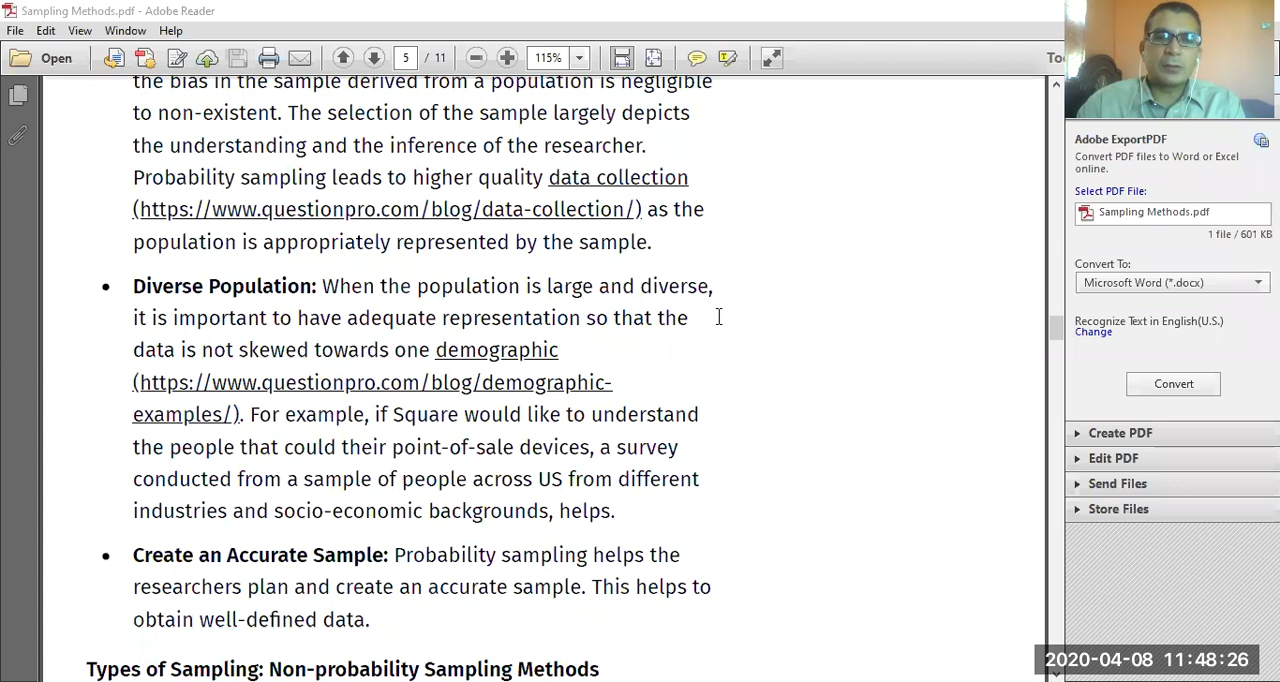 Sampling Methods.pdf - Adobe Reader
File Edit View Window Help
Open 5 / 11 115%
the bias in the sample derived from a population is negligible
to non-existent. The selection of the sample largely depicts
the understanding and the inference of the researcher.
Probability sampling leads to higher quality data collection
(https://www.questionpro.com/blog/data-collection/) as the
population is appropriately represented by the sample.
• Diverse Population: When the population is large and diverse,
it is important to have adequate representation so that the
data is not skewed towards one demographic
(https://www.questionpro.com/blog/demographic-
examples/). For example, if Square would like to understand
the people that could their point-of-sale devices, a survey
conducted from a sample of people across US from different
industries and socio-economic backgrounds, helps.
• Create an Accurate Sample: Probability sampling helps the
researchers plan and create an accurate sample. This helps to
obtain well-defined data.
Types of Sampling: Non-probability Sampling Methods
Adobe ExportPDF
Convert PDF files to Word or Excel
online.
Select PDF File:
Sampling Methods.pdf
1 file / 601 KB
Convert To:
Microsoft Word (*.docx)
Recognize Text in English(U.S.)
Change
Convert
Create PDF
Edit PDF
Send Files
Store Files
2020-04-08 11:48:26